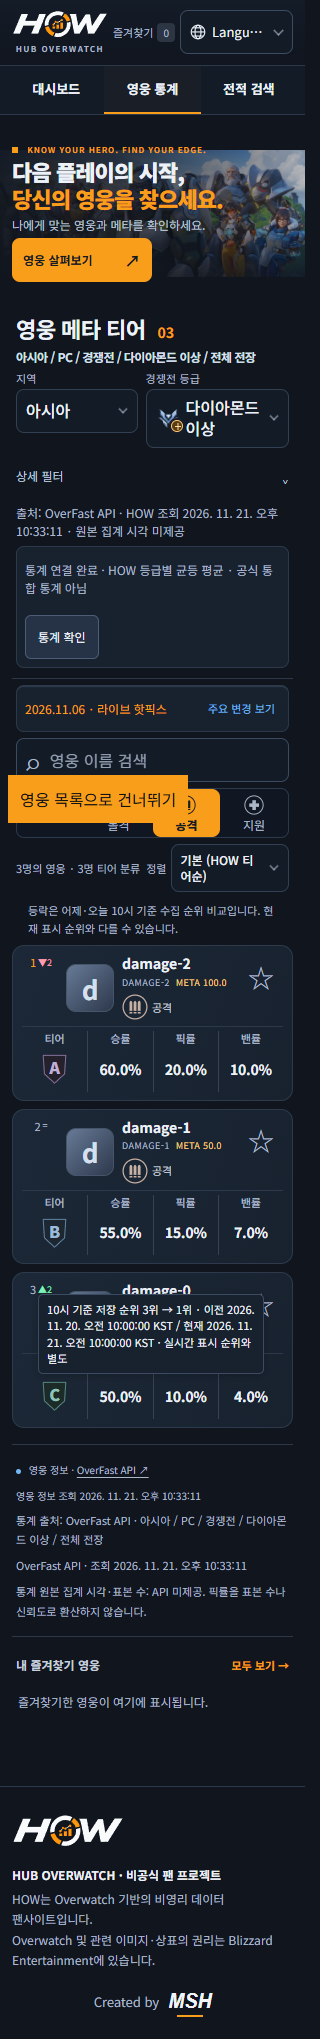 HOW
HUB OVERWATCH
즐겨찾기 0
Langu···
대시보드 영웅 통계 전적 검색
KNOW YOUR HERO. FIND YOUR EDGE.
다음 플레이의 시작,
당신의 영웅을 찾으세요.
나에게 맞는 영웅과 메타를 확인하세요.
영웅 살펴보기 ↗
영웅 메타 티어 03
아시아 / PC / 경쟁전 / 다이아몬드 이상 / 전체 전장
지역 경쟁전 등급
아시아
다이아몬드
이상
상세 필터
출처: OverFast API · HOW 조회 2026. 11. 21. 오후
10:33:11 · 원본 집계 시각 미제공
통계 연결 완료 · HOW 등급별 균등 평균 · 공식 통
합 통계 아님
통계 확인
2026.11.06 · 라이브 핫픽스 주요 변경 보기
영웅 이름 검색
영웅 목록으로 건너뛰기
돌격 공격 지원
3명의 영웅 · 3명 티어 분류 정렬
기본 (HOW 티
어순)
등락은 어제·오늘 10시 기준 수집 순위 비교입니다. 현
재 표시 순위와 다를 수 있습니다.
1 ▼2
d
damage-2
DAMAGE-2 META 100.0
공격
티어 승률 픽률 밴률
A 60.0% 20.0% 10.0%
2 =
d
damage-1
DAMAGE-1 META 50.0
공격
티어 승률 픽률 밴률
B 55.0% 15.0% 7.0%
3 ▲2
damage-0
10시 기준 저장 순위 3위 → 1위 · 이전 2026.
11. 20. 오전 10:00:00 KST / 현재 2026. 11.
21. 오전 10:00:00 KST · 실시간 표시 순위와
별도
C 50.0% 10.0% 4.0%
영웅 정보 · OverFast API ↗
영웅 정보 조회 2026. 11. 21. 오후 10:33:11
통계 출처: OverFast API · 아시아 / PC / 경쟁전 / 다이아몬
드 이상 / 전체 전장
OverFast API · 조회 2026. 11. 21. 오후 10:33:11
통계 원본 집계 시각·표본 수: API 미제공. 픽률을 표본 수나
신뢰도로 환산하지 않습니다.
내 즐겨찾기 영웅 모두 보기 →
즐겨찾기한 영웅이 여기에 표시됩니다.
HOW
HUB OVERWATCH · 비공식 팬 프로젝트
HOW는 Overwatch 기반의 비영리 데이터
팬사이트입니다.
Overwatch 및 관련 이미지·상표의 권리는 Blizzard
Entertainment에 있습니다.
Created by MSH